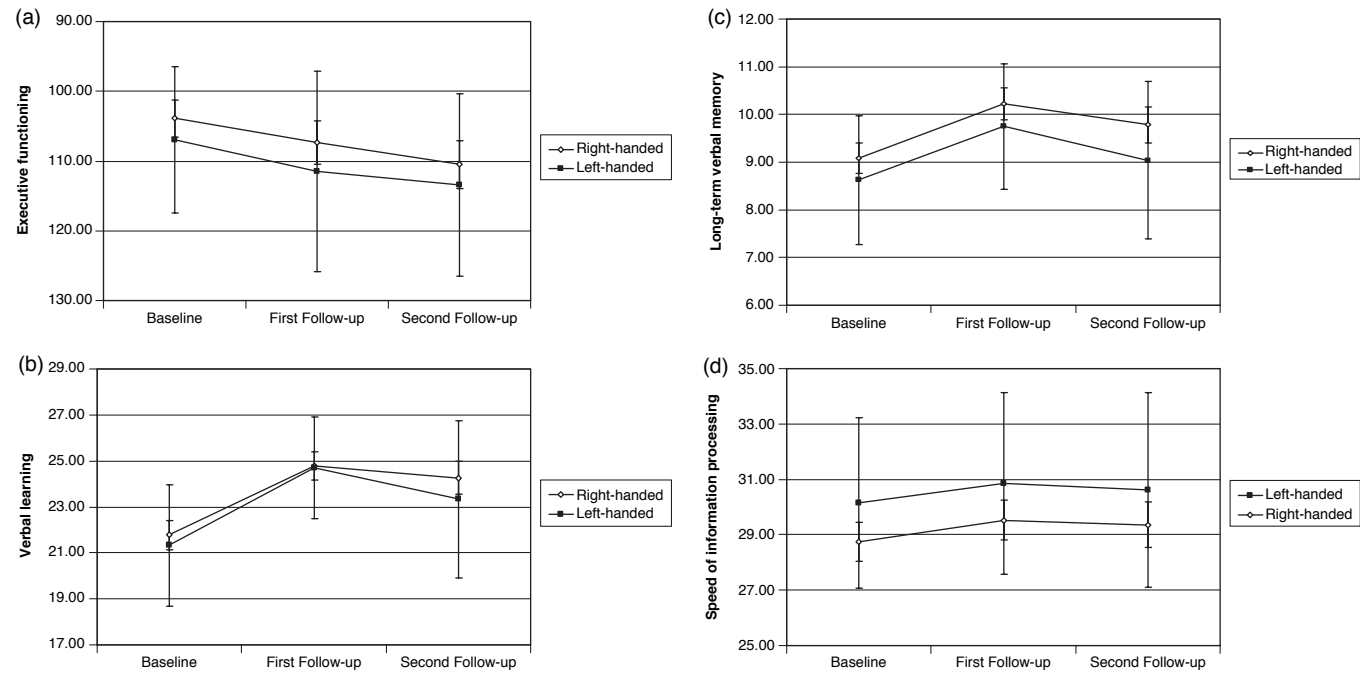 (a)
90.00
100.00
110.00
120.00
130.00
Executive functioning
Baseline
First Follow-up
Second Follow-up
Right-handed
Left-handed
(b)
29.00
27.00
25.00
23.00
21.00
19.00
17.00
Verbal learning
Baseline
First Follow-up
Second Follow-up
Right-handed
Left-handed
(c)
12.00
11.00
10.00
9.00
8.00
7.00
6.00
Long-term verbal memory
Baseline
First Follow-up
Second Follow-up
Right-handed
Left-handed
(d)
35.00
33.00
31.00
29.00
27.00
25.00
Speed of information processing
Baseline
First Follow-up
Second Follow-up
Left-handed
Right-handed